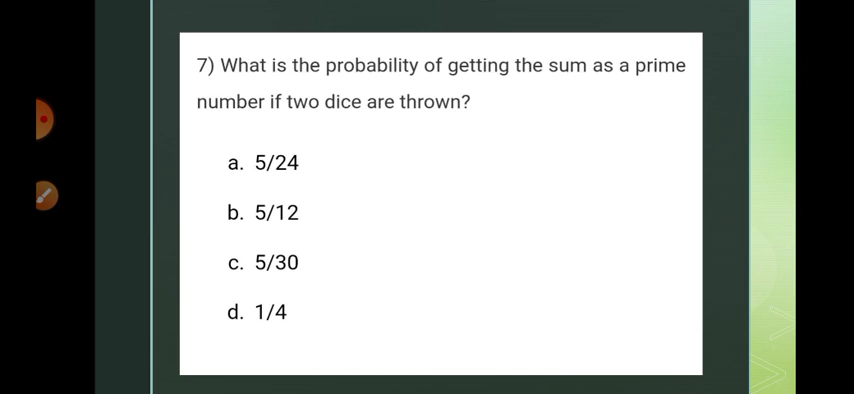 7) What is the probability of getting the sum as a prime
number if two dice are thrown?
a. 5/24
b. 5/12
c. 5/30
d. 1/4